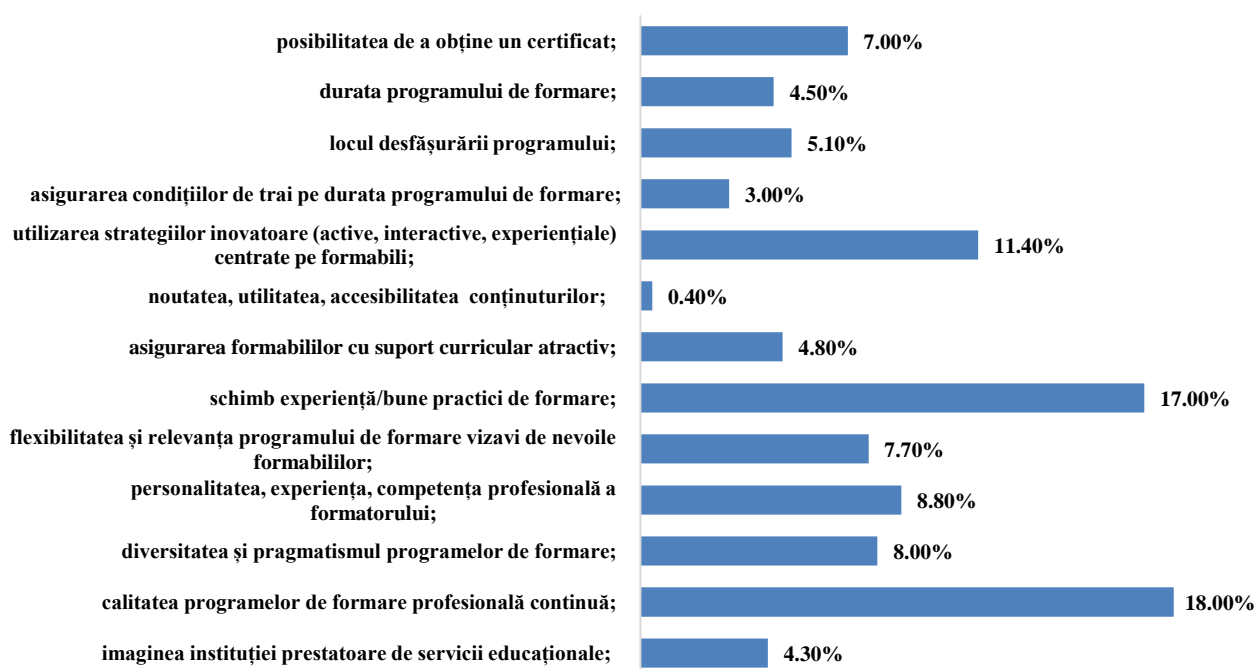 posibilitatea de a obține un certificat;
7.00%
durata programului de formare;
4.50%
locul desfășurării programului;
5.10%
asigurarea condițiilor de trai pe durata programului de formare;
3.00%
utilizarea strategiilor inovatoare (active, interactive, experiențiale)
centrate pe formabili;
11.40%
noutatea, utilitatea, accesibilitatea conținuturilor;
0.40%
asigurarea formabililor cu suport curricular atractiv;
4.80%
schimb experiență/bune practici de formare;
17.00%
flexibilitatea și relevanța programului de formare vizavi de nevoile
formabililor;
7.70%
personalitatea, experiența, competența profesională a
formatorului;
8.80%
diversitatea și pragmatismul programelor de formare;
8.00%
calitatea programelor de formare profesională continuă;
18.00%
imaginea instituției prestatoare de servicii educaționale;
4.30%